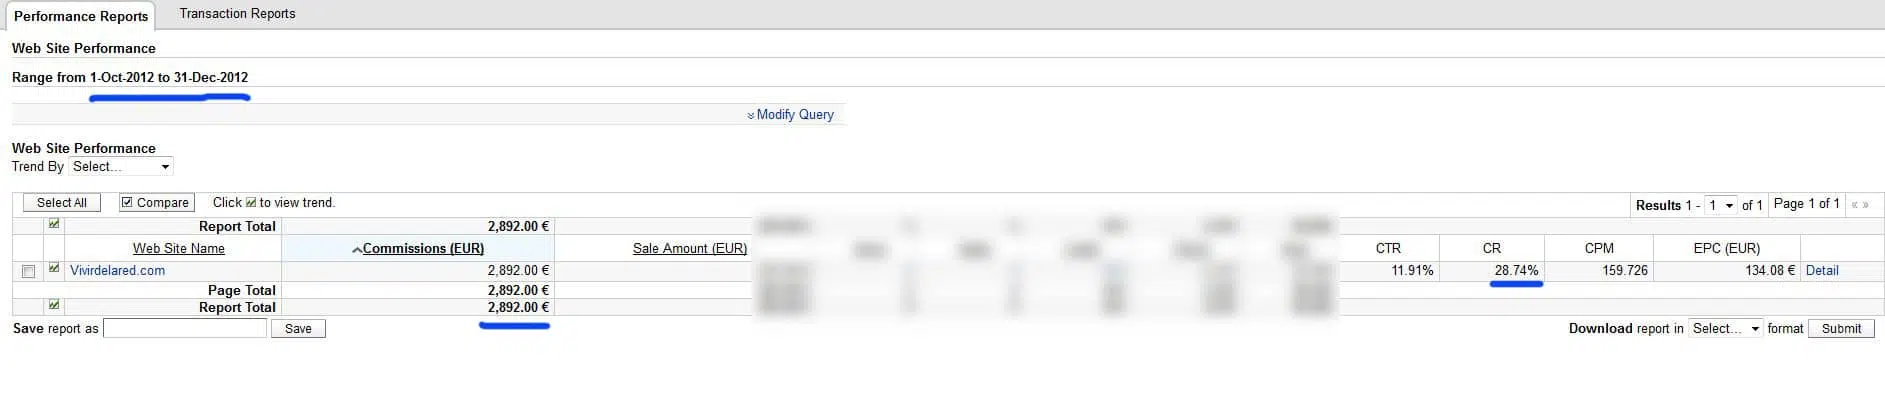 Performance Reports Transaction Reports
Web Site Performance
Range from 1-Oct-2012 to 31-Dec-2012
Modify Query
Web Site Performance
Trend By Select...
Select All Compare Click to view trend. Results 1 - 1 of 1 Page 1 of 1 « »
Report Total 2,892.00 €
Web Site Name Commissions (EUR) Sale Amount (EUR) CTR CR CPM EPC (EUR)
Vivirdelared.com 2,892.00 € 11.91% 28.74% 159.726 134.08 € Detail
Page Total 2,892.00 €
Report Total 2,892.00 €
Save report as Save Download report in Select... format Submit